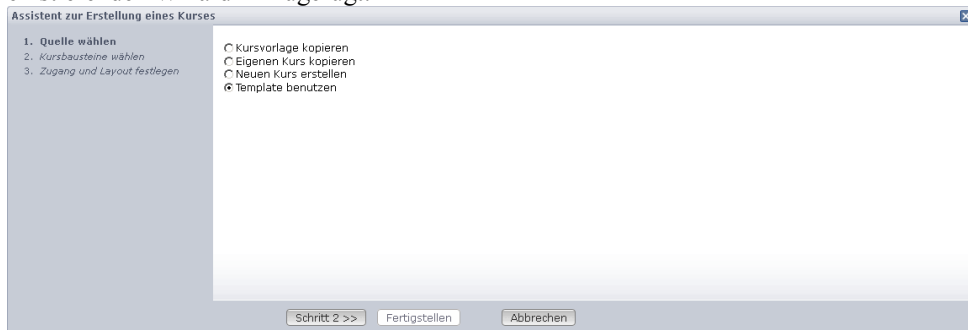 Assistent zur Erstellung eines Kurses
1. Quelle wählen
2. Kursbausteine wählen
3. Zugang und Layout festlegen
Kursvorlage kopieren
Eigenen Kurs kopieren
Neuen Kurs erstellen
Template benutzen
Schritt 2 >> Fertigstellen Abbrechen